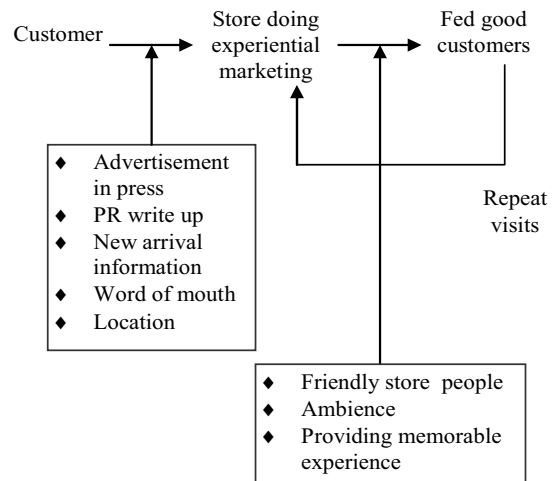 Customer
Store doing
experiential
marketing
Fed good
customers
♦ Advertisement
in press
♦ PR write up
♦ New arrival
information
♦ Word of mouth
♦ Location
Repeat
visits
♦ Friendly store people
♦ Ambience
♦ Providing memorable
experience